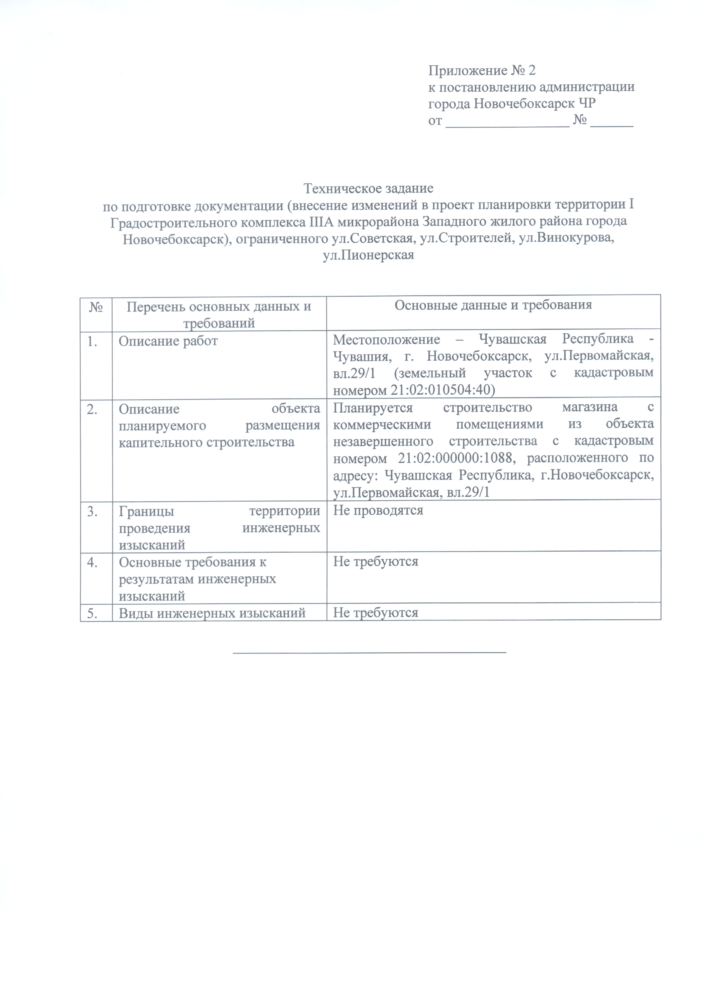 Приложение № 2
к постановлению администрации
города Новочебоксарск ЧР
от _________________ № ______
Техническое задание
по подготовке документации (внесение изменений в проект планировки территории I
Градостроительного комплекса IIIА микрорайона Западного жилого района города
Новочебоксарск), ограниченного ул.Советская, ул.Строителей, ул.Винокурова,
ул.Пионерская
№
Перечень основных данных и
требований
Основные данные и требования
1.
Описание работ
Местоположение – Чувашская Республика -
Чувашия, г. Новочебоксарск, ул.Первомайская,
вл.29/1 (земельный участок с кадастровым
номером 21:02:010504:40)
2.
Описание объекта
планируемого размещения
капительного строительства
Планируется строительство магазина с
коммерческими помещениями из объекта
незавершенного строительства с кадастровым
номером 21:02:000000:1088, расположенного по
адресу: Чувашская Республика, г.Новочебоксарск,
ул.Первомайская, вл.29/1
3.
Границы территории
проведения инженерных
изысканий
Не проводятся
4.
Основные требования к
результатам инженерных
изысканий
Не требуются
5.
Виды инженерных изысканий
Не требуются